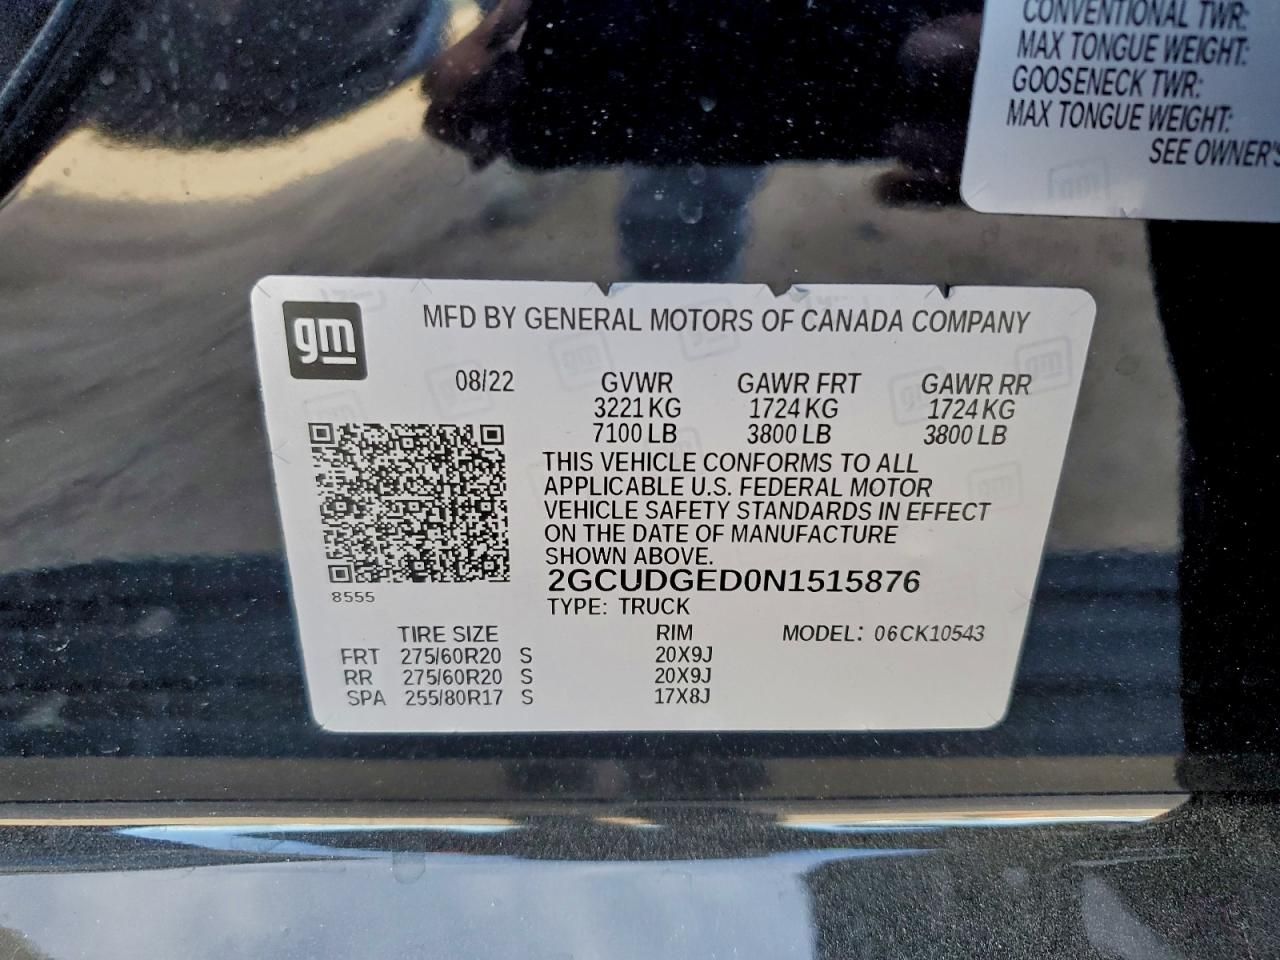 CONVENTIONAL TWR:
MAX TONGUE WEIGHT:
GOOSENECK TWR:
MAX TONGUE WEIGHT:
SEE OWNER'S
gm
gm
MFD BY GENERAL MOTORS OF CANADA COMPANY
08/22 GVWR GAWR FRT GAWR RR
3221 KG 1724 KG 1724 KG
7100 LB 3800 LB 3800 LB
THIS VEHICLE CONFORMS TO ALL
APPLICABLE U.S. FEDERAL MOTOR
VEHICLE SAFETY STANDARDS IN EFFECT
ON THE DATE OF MANUFACTURE
SHOWN ABOVE.
2GCUDGED0N1515876
8555
TYPE: TRUCK
TIRE SIZE RIM MODEL: 06CK10543
FRT 275/60R20 S 20X9J
RR 275/60R20 S 20X9J
SPA 255/80R17 S 17X8J